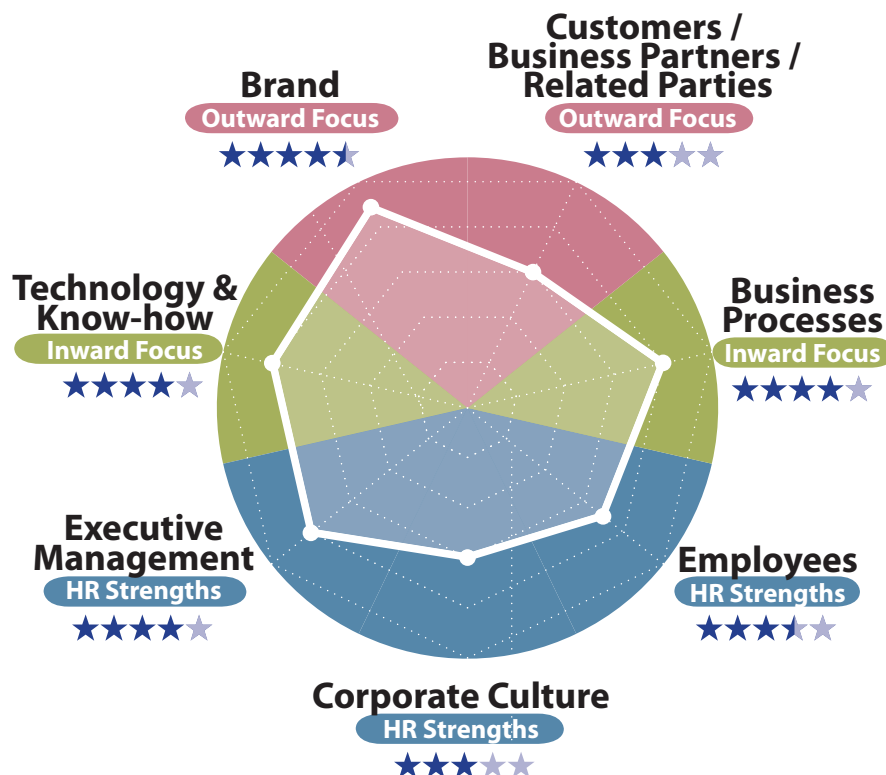 Customers /
Business Partners /
Related Parties
Outward Focus
Brand
Outward Focus
Technology &
Know-how
Inward Focus
Business
Processes
Inward Focus
Executive
Management
HR Strengths
Employees
HR Strengths
Corporate Culture
HR Strengths